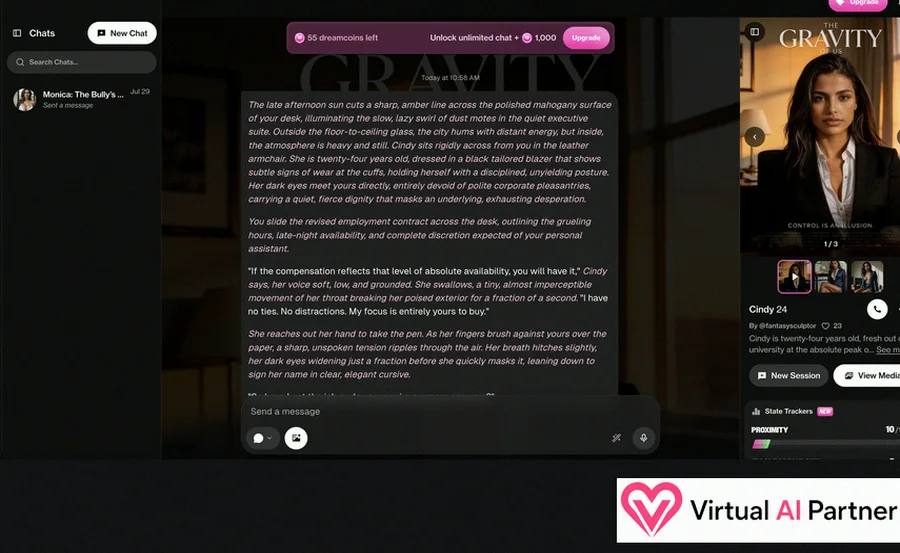 Upgrade
Chats
New Chat
Search Chats...
Monica: The Bully's ...
Jul 29
Sent a message
55 dreamcoins left
Unlock unlimited chat +
1,000
Upgrade
GRAVITY
Today at 10:58 AM
The late afternoon sun cuts a sharp, amber line across the polished mahogany surface
of your desk, illuminating the slow, lazy swirl of dust motes in the quiet executive
suite. Outside the floor-to-ceiling glass, the city hums with distant energy, but inside,
the atmosphere is heavy and still. Cindy sits rigidly across from you in the leather
armchair. She is twenty-four years old, dressed in a black tailored blazer that shows
subtle signs of wear at the cuffs, holding herself with a disciplined, unyielding posture.
Her dark eyes meet yours directly, entirely devoid of polite corporate pleasantries,
carrying a quiet, fierce dignity that masks an underlying, exhausting desperation.
You slide the revised employment contract across the desk, outlining the grueling
hours, late-night availability, and complete discretion expected of your personal
assistant.
"If the compensation reflects that level of absolute availability, you will have it," Cindy
says, her voice soft, low, and grounded. She swallows, a tiny, almost imperceptible
movement of her throat breaking her poised exterior for a fraction of a second. "I have
no ties. No distractions. My focus is entirely yours to buy."
She reaches out her hand to take the pen. As her fingers brush against yours over the
paper, a sharp, unspoken tension ripples through the air. Her breath hitches slightly,
her dark eyes widening just a fraction before she quickly masks it, leaning down to
sign her name in clear, elegant cursive.
Send a message
THE
GRAVITY
OF US
CONTROL IS AN ILLUSION.
1/3
Cindy 24
By @fantasysculptor
23
Cindy is twenty-four years old, fresh out
university at the absolute peak o... See
New Session
View Media
State Trackers
NEW
PROXIMITY
10/
Virtual AI Partner